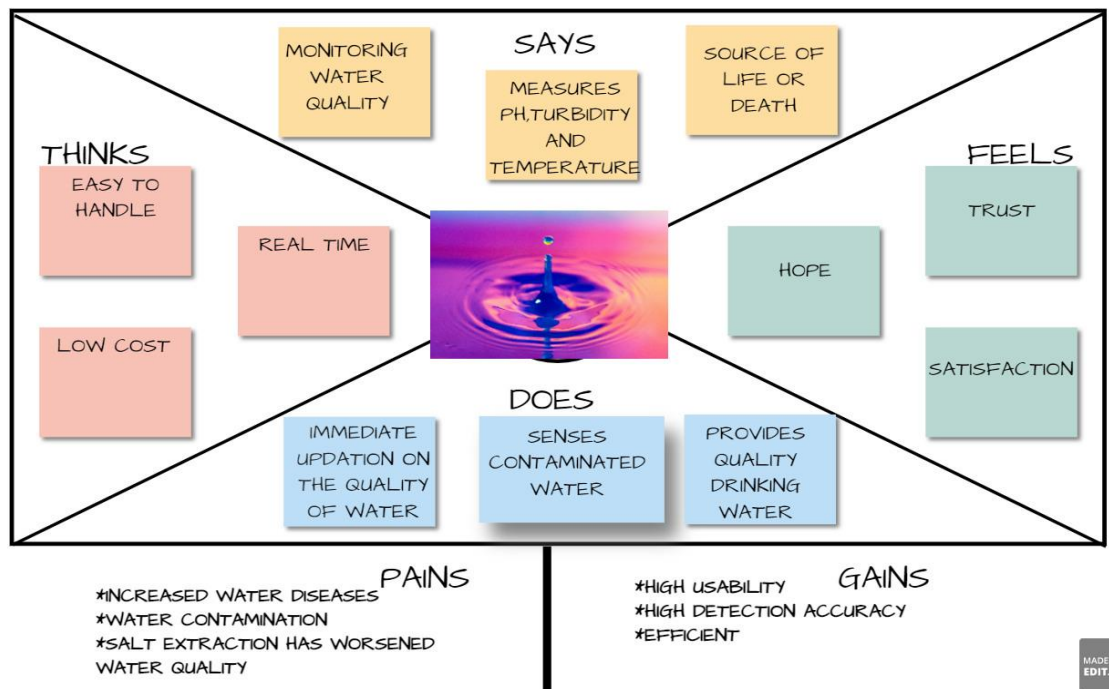 SAYS
MONITORING
WATER
QUALITY
MEASURES
PH,TURBIDITY
AND
TEMPERATURE
SOURCE OF
LIFE OR
DEATH
THINKS
EASY TO
HANDLE
REAL TIME
LOW COST
FEELS
TRUST
HOPE
SATISFACTION
DOES
IMMEDIATE
UPDATION ON
THE QUALITY
OF WATER
SENSES
CONTAMINATED
WATER
PROVIDES
QUALITY
DRINKING
WATER
PAINS
*INCREASED WATER DISEASES
*WATER CONTAMINATION
*SALT EXTRACTION HAS WORSENED
WATER QUALITY
GAINS
*HIGH USABILITY
*HIGH DETECTION ACCURACY
*EFFICIENT
MADE
EDIT.